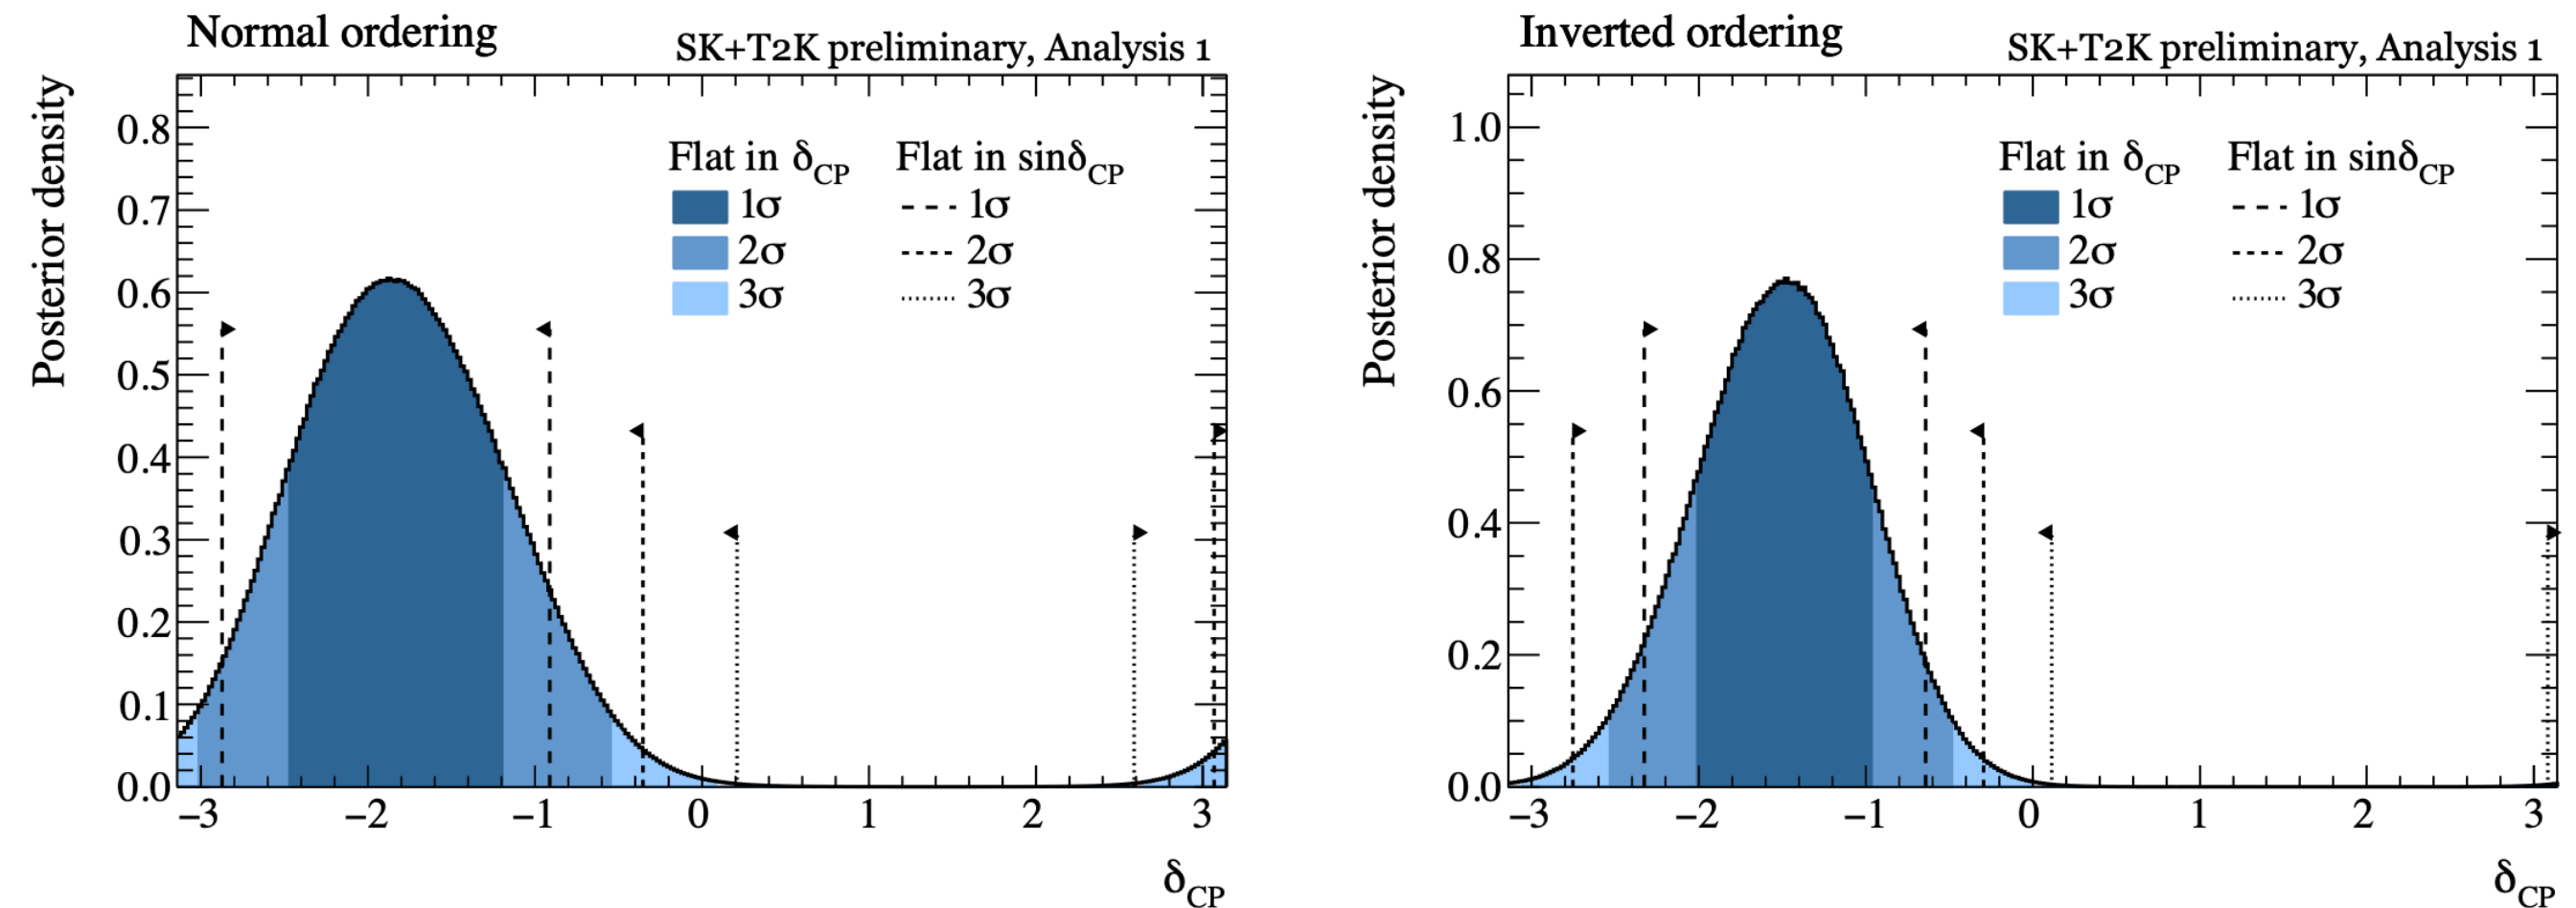 Normal ordering
SK+T2K preliminary, Analysis 1
Posterior density
0.8
0.7
0.6
0.5
0.4
0.3
0.2
0.1
0.0
Flat in δCP Flat in sinδCP
1σ 1σ
2σ 2σ
3σ 3σ
−3 −2 −1 0 1 2 3
δCP
Inverted ordering
SK+T2K preliminary, Analysis 1
Posterior density
1.0
0.8
0.6
0.4
0.2
0.0
Flat in δCP Flat in sinδCP
1σ 1σ
2σ 2σ
3σ 3σ
−3 −2 −1 0 1 2 3
δCP